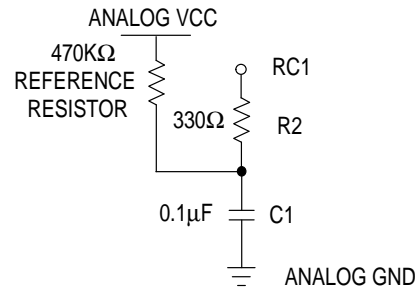 ANALOG VCC
470KΩ
REFERENCE
RESISTOR
RC1
330Ω
R2
0.1µF
C1
ANALOG GND